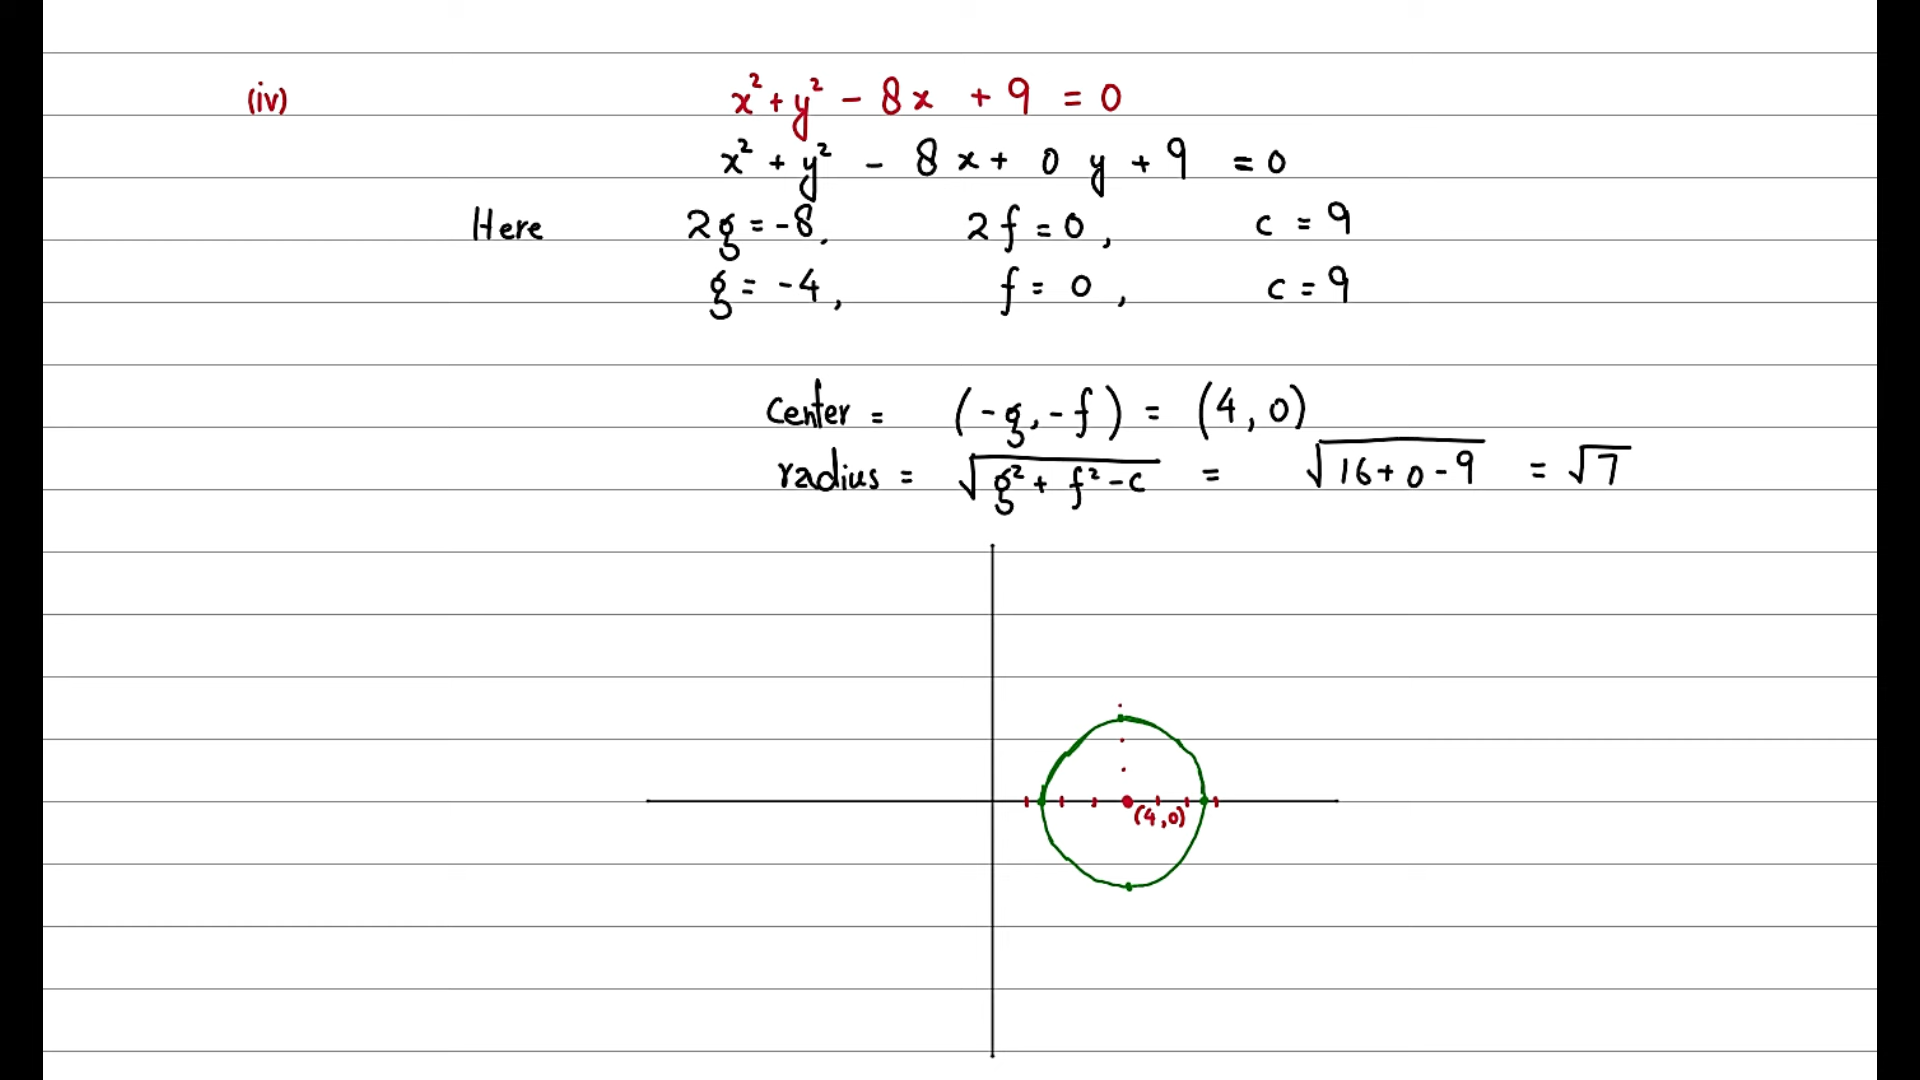 (iv) x² + y² - 8x + 9 = 0
x² + y² - 8x + 0y + 9 = 0
Here 2g = -8, 2f = 0, c = 9
g = -4, f = 0, c = 9
Center = (-g, -f) = (4, 0)
radius = √(g² + f² - c) = √(16 + 0 - 9) = √7
(4,0)